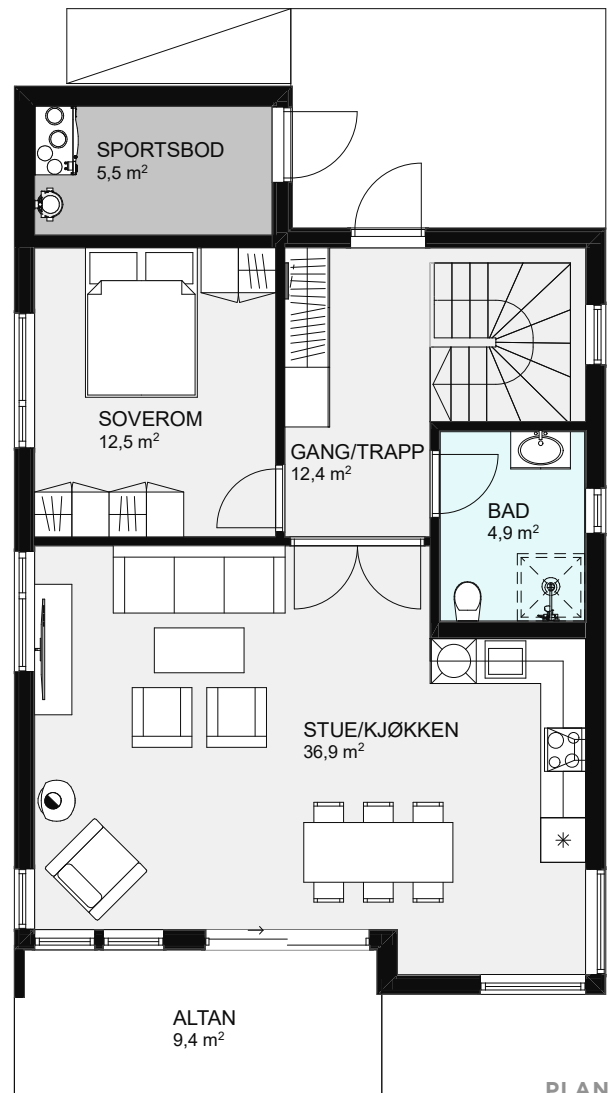 SPORTSBOD
5,5 m²
SOVEROM
12,5 m²
GANG/TRAPP
12,4 m²
BAD
4,9 m²
STUE/KJØKKEN
36,9 m²
ALTAN
9,4 m²
PLAN